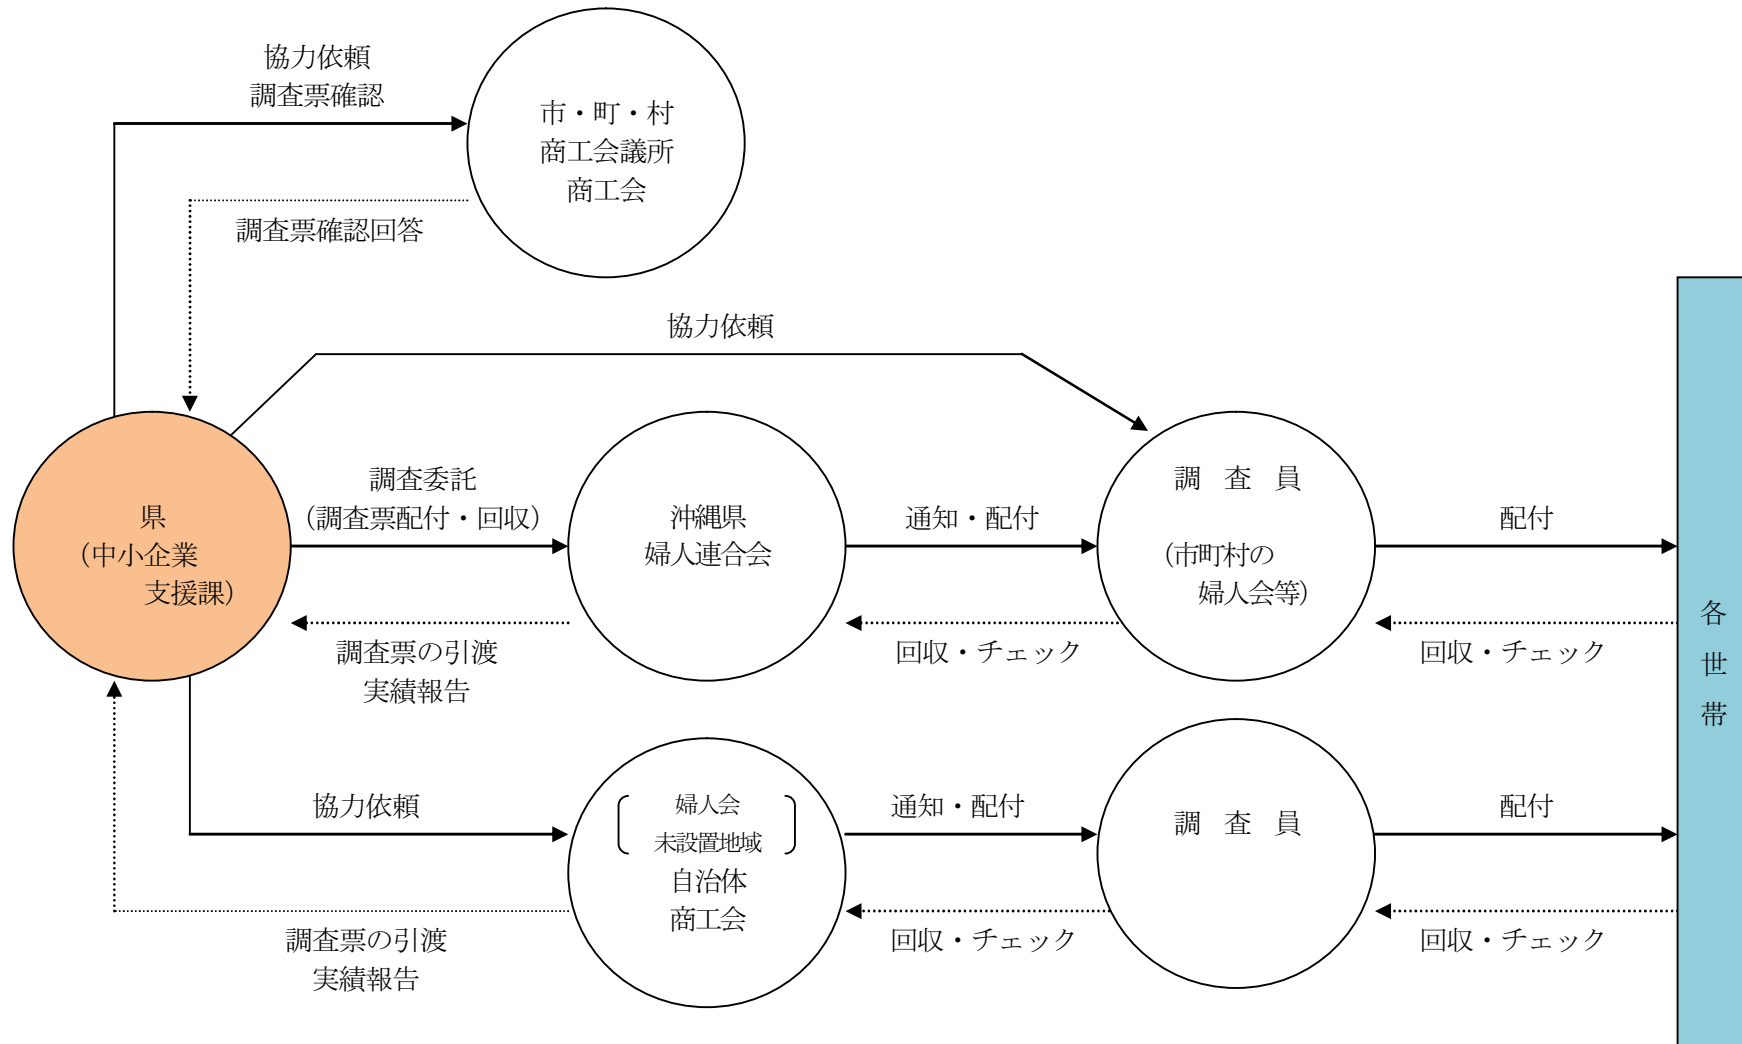 協力依頼
調査票確認
市・町・村
商工会議所
商工会
調査票確認回答
協力依頼
県
(中小企業
支援課)
調査委託
(調査票配付・回収)
沖縄県
婦人連合会
通知・配付
調 査 員
(市町村の
婦人会等)
配付
調査票の引渡
実績報告
回収・チェック
回収・チェック
各
世
帯
協力依頼
婦人会
未設置地域
自治体
商工会
通知・配付
調 査 員
配付
調査票の引渡
実績報告
回収・チェック
回収・チェック